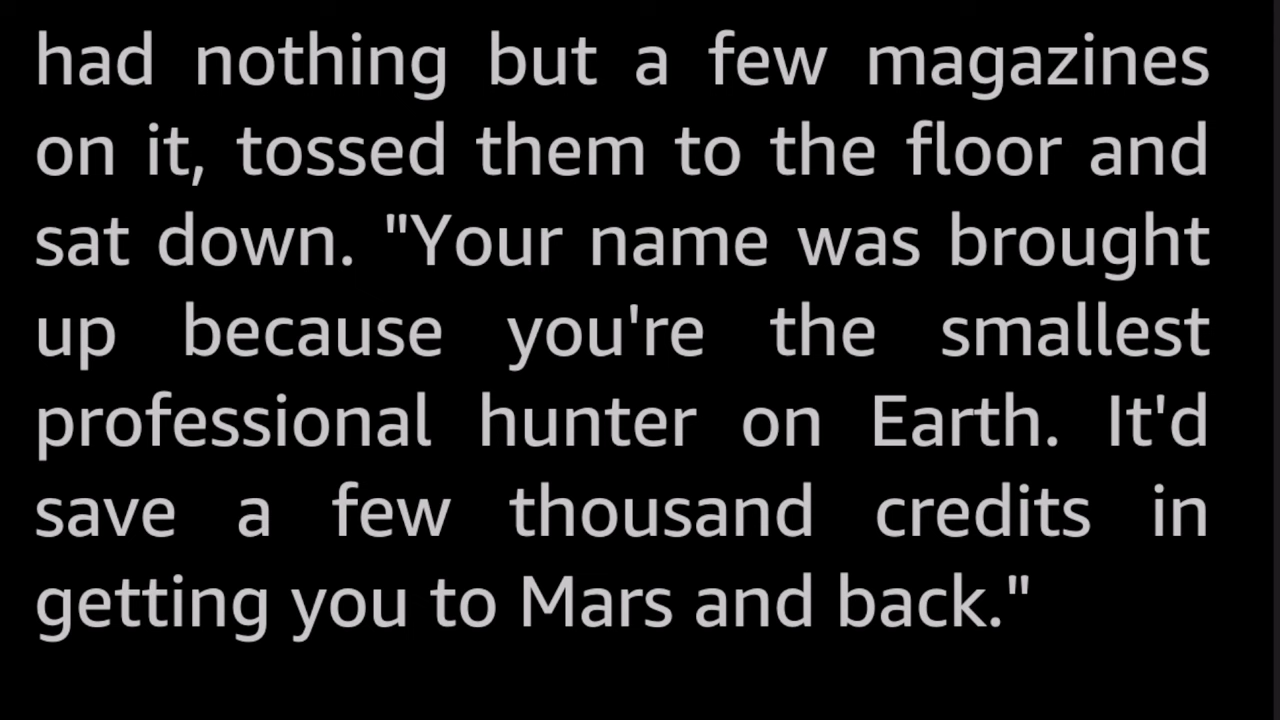 had nothing but a few magazines
on it, tossed them to the floor and
sat down. "Your name was brought
up because you're the smallest
professional hunter on Earth. It'd
save a few thousand credits in
getting you to Mars and back."